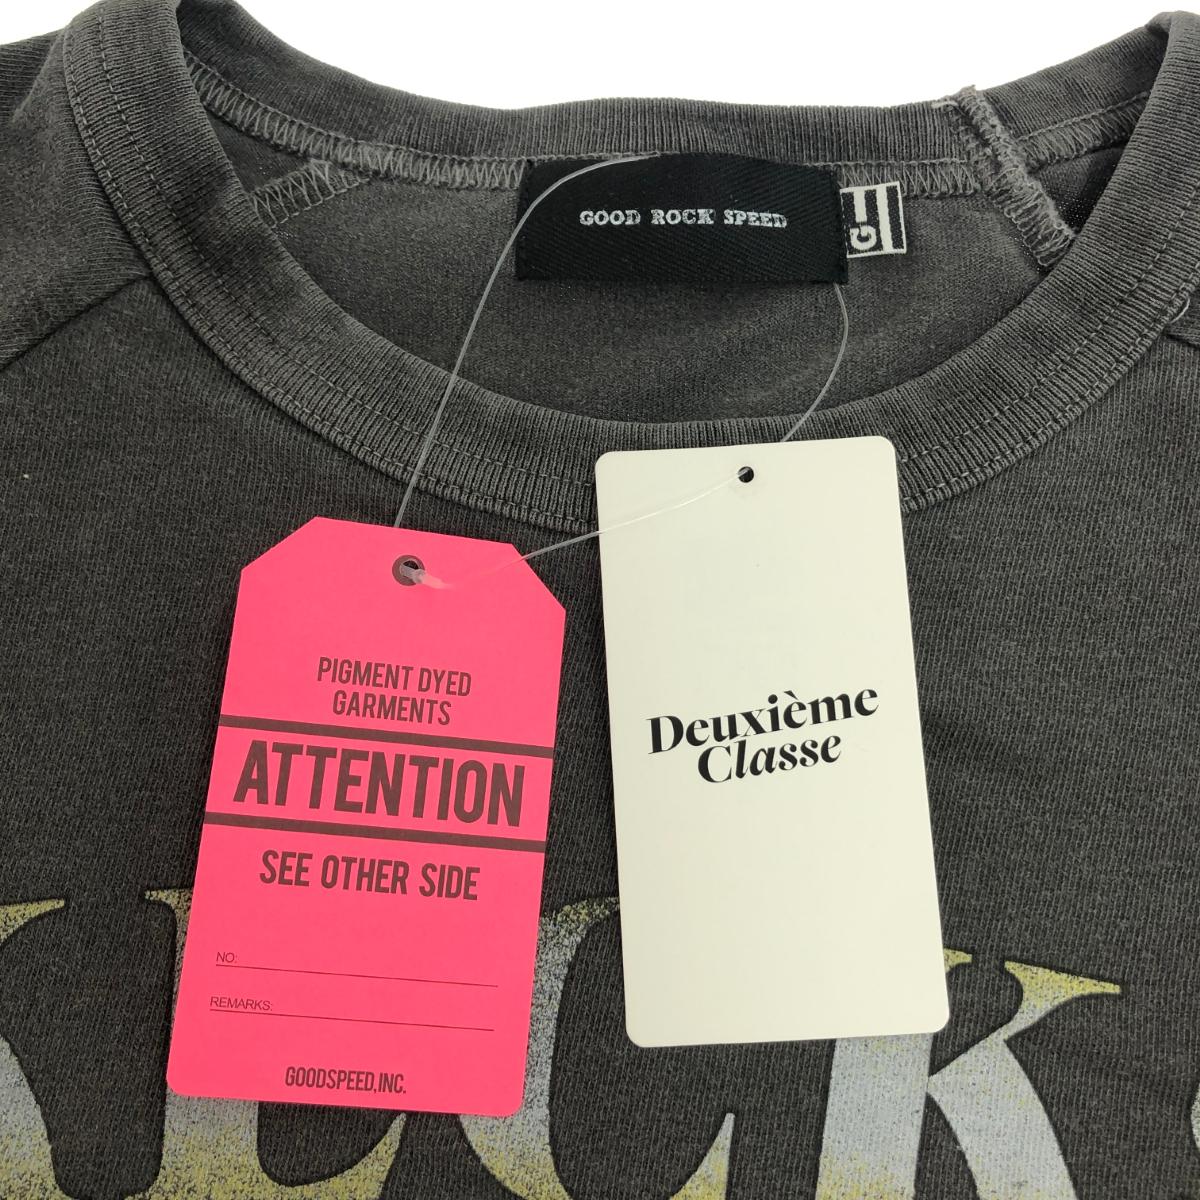 GOOD ROCK SPEED
G
PIGMENT DYED
GARMENTS
ATTENTION
SEE OTHER SIDE
NO:
REMARKS:
GOODSPEED,INC.
Deuxième
Classe